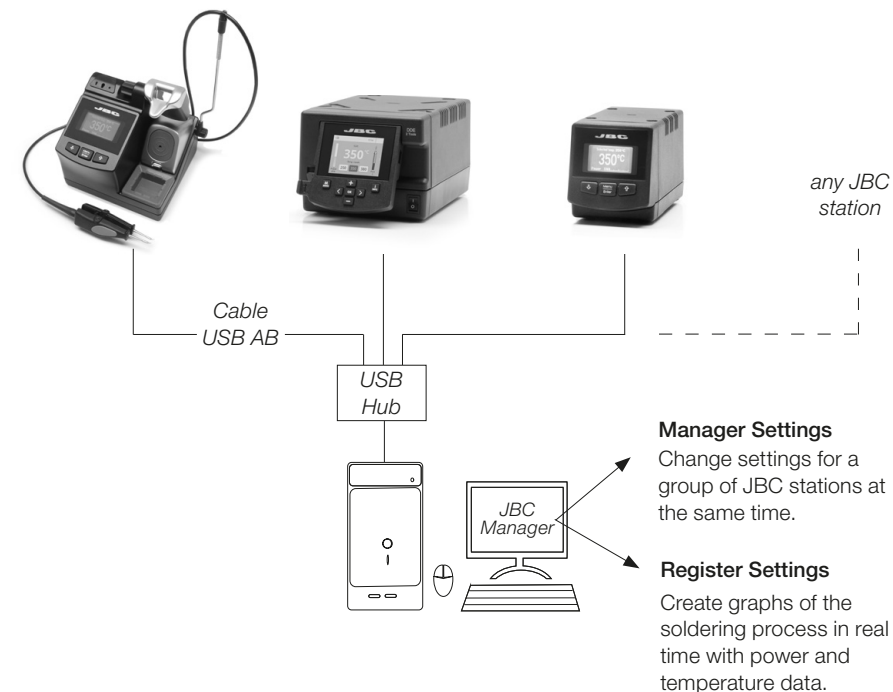 JBC
350°C
JBC
DDE
350
JBC
350°C
any JBC
station
Cable
USB AB
USB
Hub
JBC
Manager
Manager Settings
Change settings for a
group of JBC stations at
the same time.
Register Settings
Create graphs of the
soldering process in real
time with power and
temperature data.